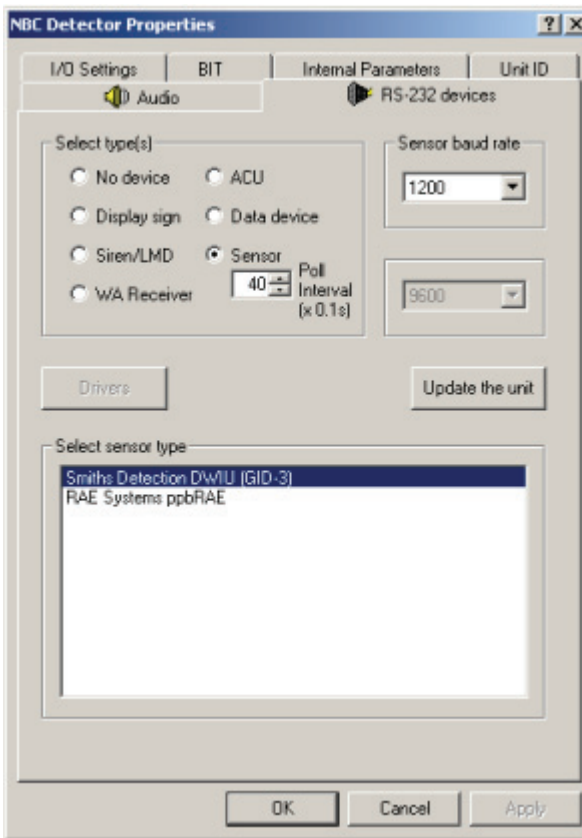 NBC Detector Properties
I/O Settings BIT Internal Parameters Unit ID
Audio RS-232 devices
Select type(s)
No device ACU
Display sign Data device
Siren/LMD Sensor
WA Receiver 40 Poll Interval (x 0.1s)
Sensor baud rate
1200
9600
Drivers Update the unit
Select sensor type
Smiths Detection DWIU (GID-3)
RAE Systems ppbRAE
OK Cancel Apply